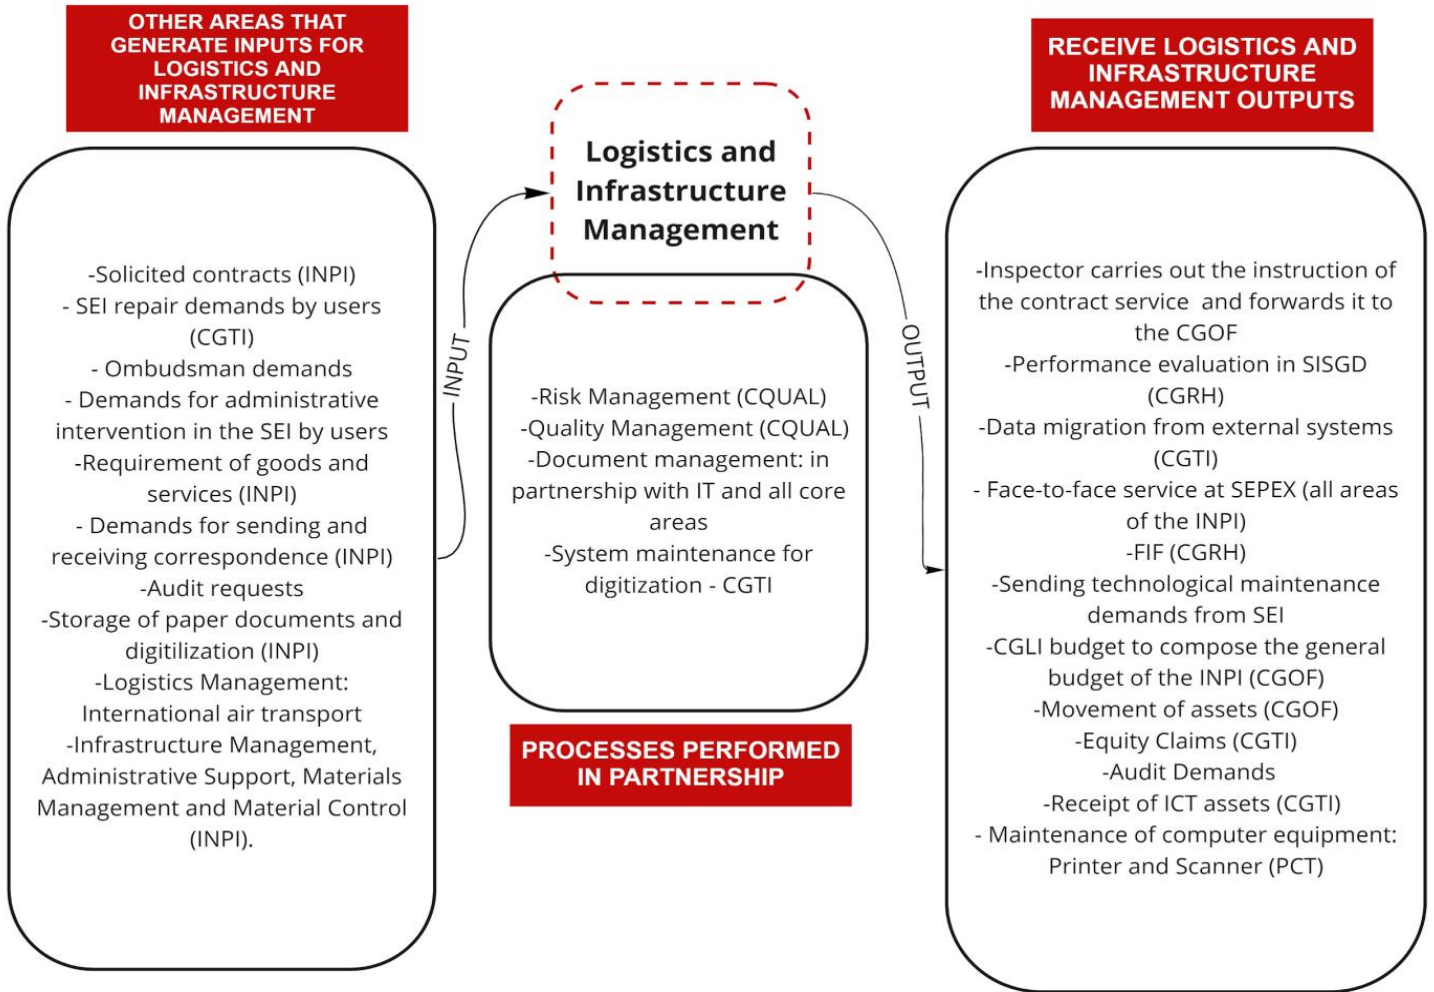 OTHER AREAS THAT
GENERATE INPUTS FOR
LOGISTICS AND
INFRASTRUCTURE
MANAGEMENT
-Solicited contracts (INPI)
- SEI repair demands by users
(CGTI)
- Ombudsman demands
- Demands for administrative
intervention in the SEI by users
-Requirement of goods and
services (INPI)
- Demands for sending and
receiving correspondence (INPI)
-Audit requests
-Storage of paper documents and
digitilization (INPI)
-Logistics Management:
International air transport
-Infrastructure Management,
Administrative Support, Materials
Management and Material Control
(INPI).
INPUT
Logistics and
Infrastructure
Management
-Risk Management (CQUAL)
-Quality Management (CQUAL)
-Document management: in
partnership with IT and all core
areas
-System maintenance for
digitization - CGTI
PROCESSES PERFORMED
IN PARTNERSHIP
OUTPUT
RECEIVE LOGISTICS AND
INFRASTRUCTURE
MANAGEMENT OUTPUTS
-Inspector carries out the instruction of
the contract service and forwards it to
the CGOF
-Performance evaluation in SISGD
(CGRH)
-Data migration from external systems
(CGTI)
- Face-to-face service at SEPEX (all areas
of the INPI)
-FIF (CGRH)
-Sending technological maintenance
demands from SEI
-CGLI budget to compose the general
budget of the INPI (CGOF)
-Movement of assets (CGOF)
-Equity Claims (CGTI)
-Audit Demands
-Receipt of ICT assets (CGTI)
- Maintenance of computer equipment:
Printer and Scanner (PCT)